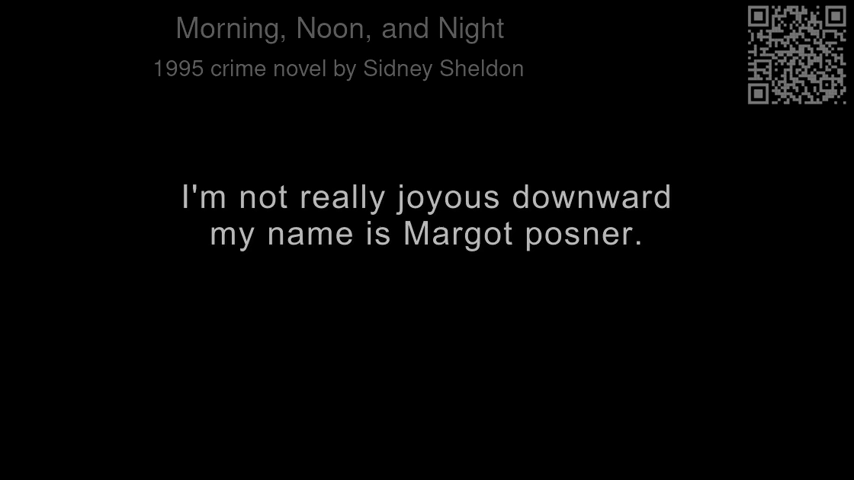 Morning, Noon, and Night
1995 crime novel by Sidney Sheldon
I'm not really joyous downward
my name is Margot posner.